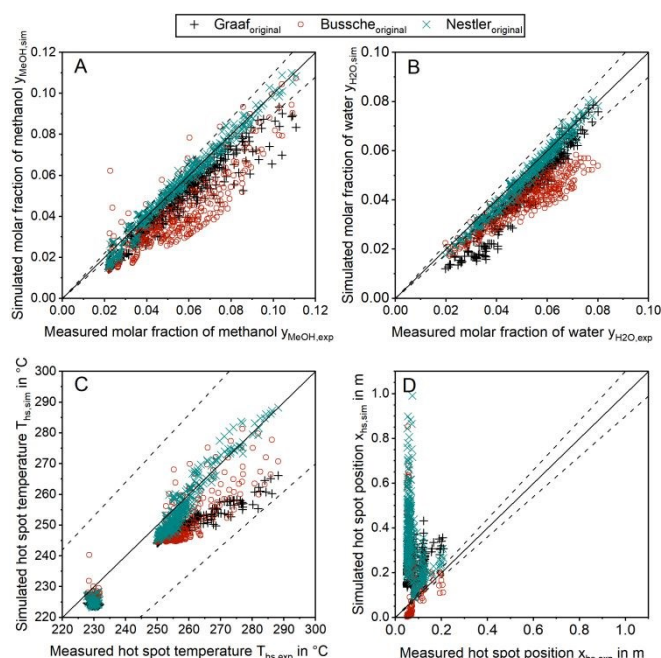 Graaf original Bussche original Nestler original
A
Simulated molar fraction of methanol yMeOH,sim
0.12
0.10
0.08
0.06
0.04
0.02
0.00
0.00 0.02 0.04 0.06 0.08 0.10 0.12
Measured molar fraction of methanol yMeOH,exp
B
Simulated molar fraction of water yH2O,sim
0.10
0.08
0.06
0.04
0.02
0.00
0.00 0.02 0.04 0.06 0.08 0.10
Measured molar fraction of water yH2O,exp
C
Simulated hot spot temperature Ths,sim in °C
300
290
280
270
260
250
240
230
220
220 230 240 250 260 270 280 290 300
Measured hot spot temperature Ths,exp in °C
D
Simulated hot spot position xhs,sim in m
1.0
0.8
0.6
0.4
0.2
0.0
0.0 0.2 0.4 0.6 0.8 1.0
Measured hot spot position xhs,exp in m